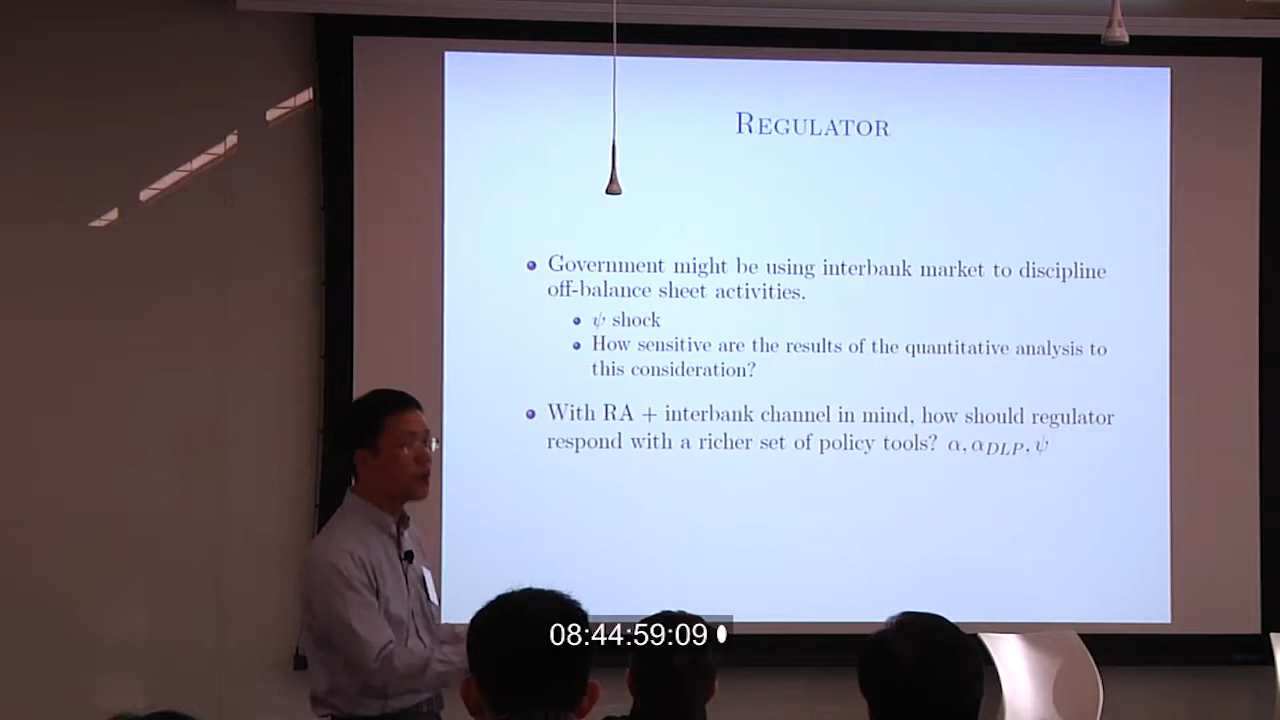 REGULATOR
Government might be using interbank market to discipline
off-balance sheet activities.
ψ shock
How sensitive are the results of the quantitative analysis to
this consideration?
With RA + interbank channel in mind, how should regulator
respond with a richer set of policy tools? α, α_DLP, ψ
08:44:59:09